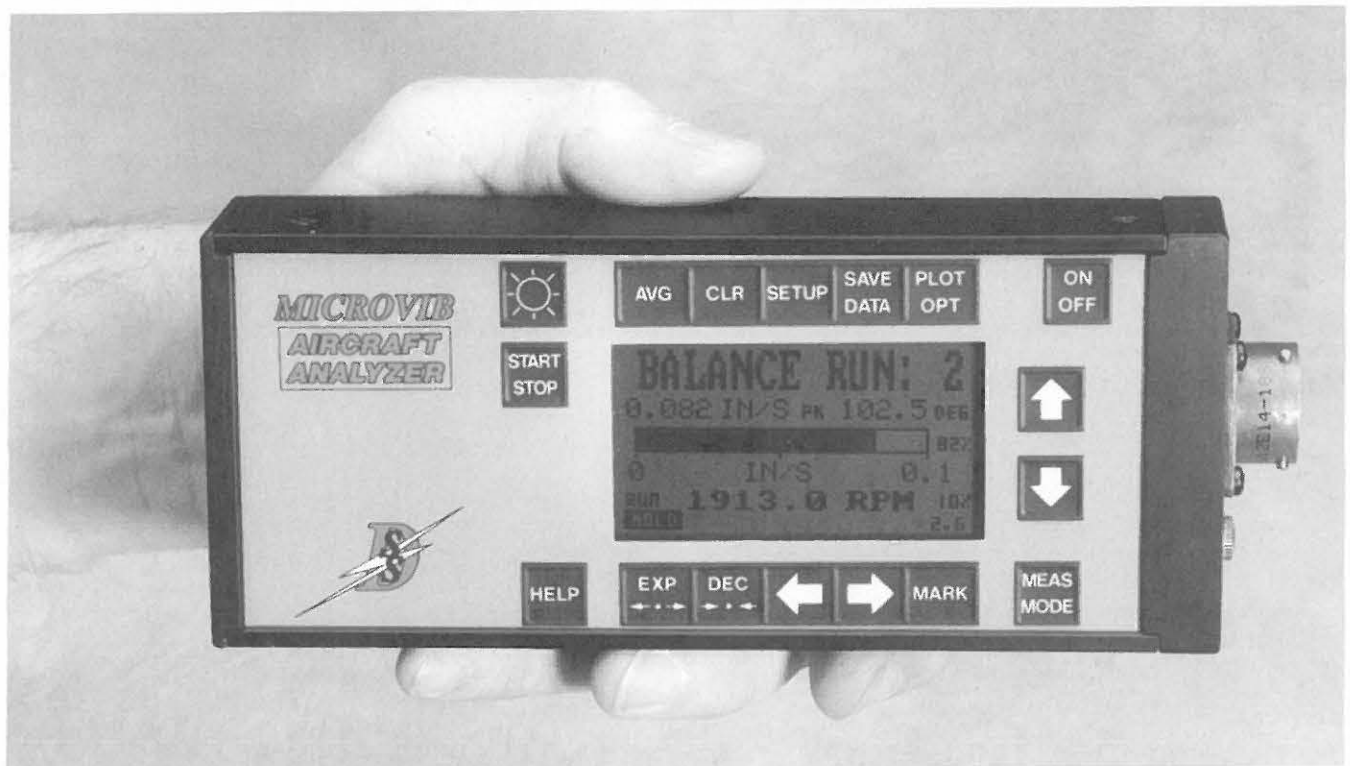 MICROVIB
AIRCRAFT
ANALYZER
START
STOP
AVG
CLR
SETUP
SAVE
DATA
PLOT
OPT
ON
OFF
BALANCE RUN: 2
0.082 IN/S PK 102.5 DEG
82%
0 IN/S 0.1
RUN 1913.0 RPM 10%
HOLD 2.6
DS
HELP
EXP
DEC
MARK
MEAS
MODE